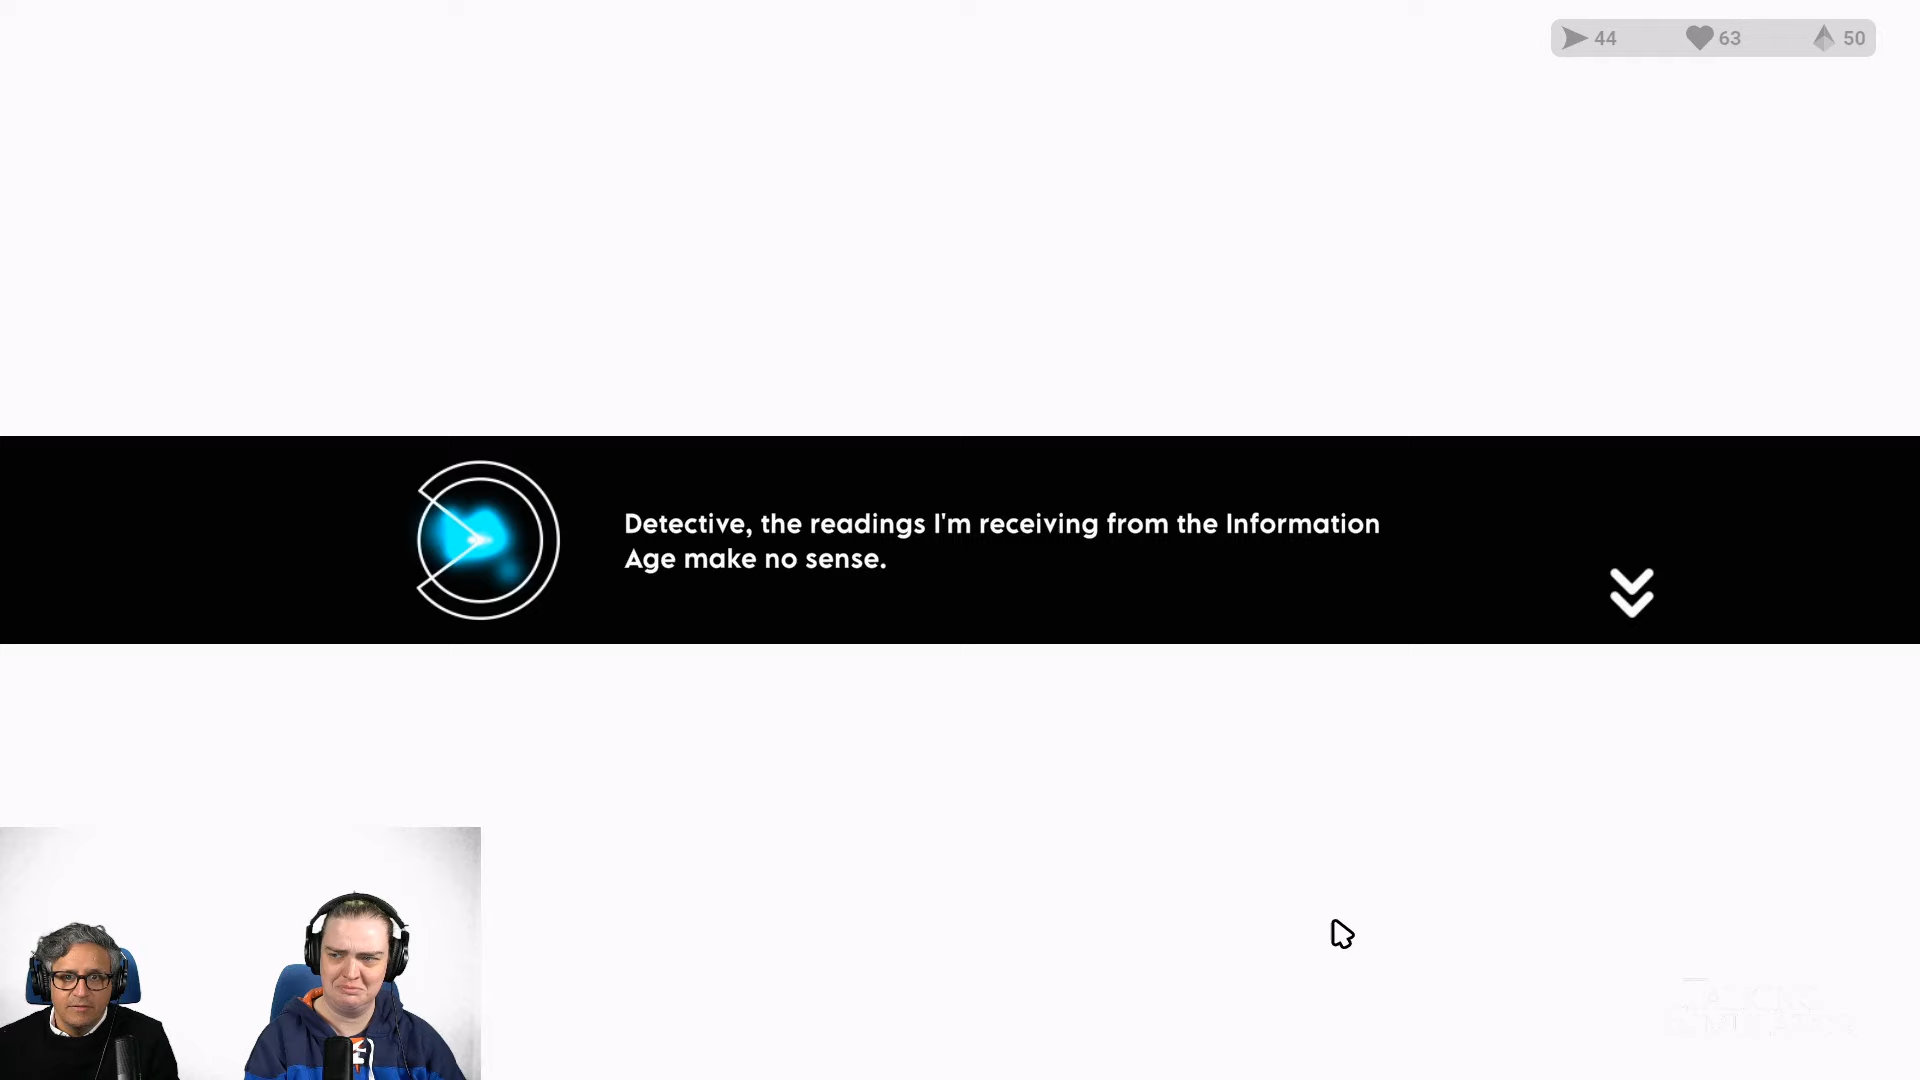 44 63 50
Detective, the readings I'm receiving from the Information
Age make no sense.